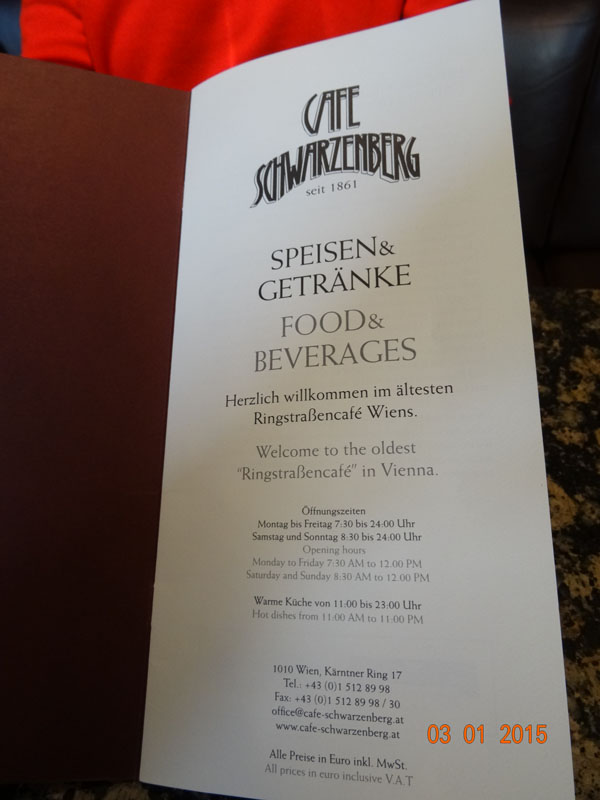 CAFE
SCHWARZENBERG
seit 1861
SPEISEN&
GETRÄNKE
FOOD&
BEVERAGES
Herzlich willkommen im ältesten
Ringstraßencafé Wiens.
Welcome to the oldest
"Ringstraßencafé" in Vienna.
Öffnungszeiten
Montag bis Freitag 7:30 bis 24:00 Uhr
Samstag und Sonntag 8:30 bis 24:00 Uhr
Opening hours
Monday to Friday 7:30 AM to 12.00 PM
Saturday and Sunday 8:30 AM to 12.00 PM
Warme Küche von 11:00 bis 23:00 Uhr
Hot dishes from 11:00 AM to 11:00 PM
1010 Wien, Kärntner Ring 17
Tel.: +43 (0)1 512 89 98
Fax: +43 (0)1 512 89 98 / 30
office@cafe-schwarzenberg.at
www.cafe-schwarzenberg.at
Alle Preise in Euro inkl. MwSt.
All prices in euro inclusive V.A.T
03 01 2015